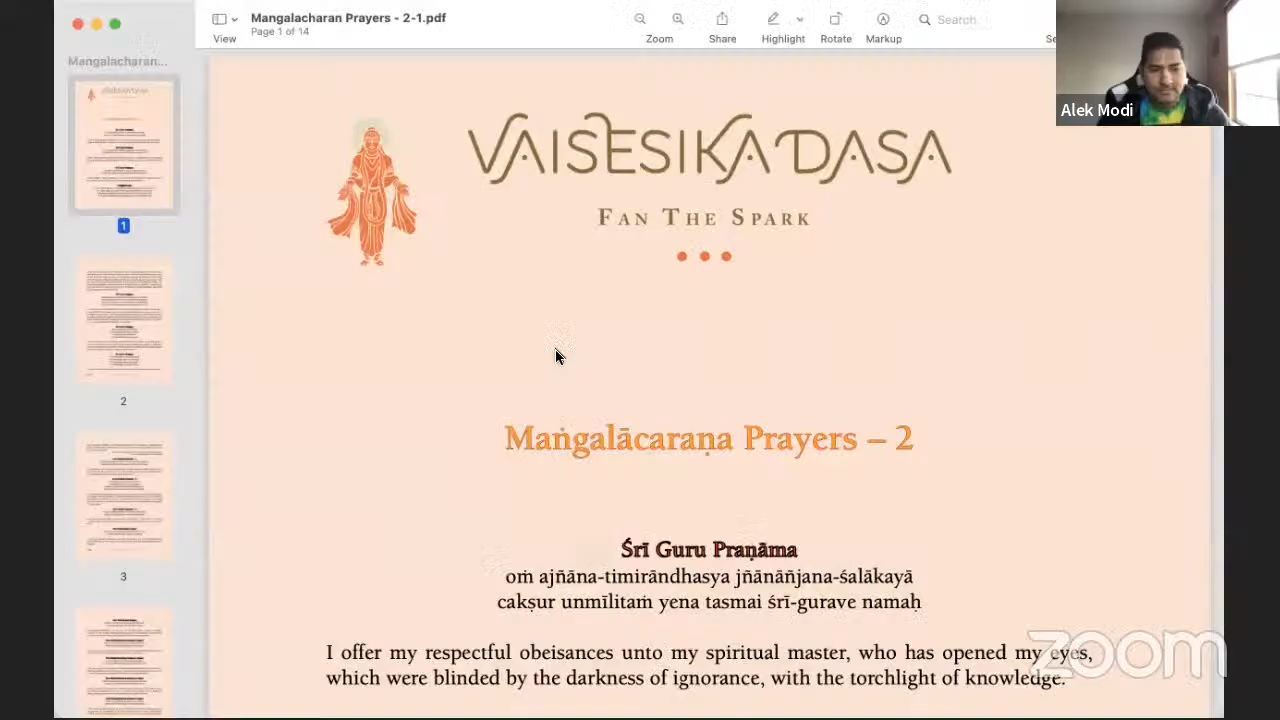 Mangalacharan Prayers - 2-1.pdf
Page 1 of 14
View
Zoom
Share
Highlight
Rotate
Markup
Search
Se
Mangalacharan...
1
2
3
Alek Modi
VAISESIKA DASA
FAN THE SPARK
Maṅgalācaraṇa Prayers – 2
Śrī Guru Praṇāma
oṁ ajñāna-timirāndhasya jñānāñjana-śalākayā
cakṣur unmīlitaṁ yena tasmai śrī-gurave namaḥ
I offer my respectful obeisances unto my spiritual master, who has opened my eyes,
which were blinded by the darkness of ignorance, with the torchlight of knowledge.
zoom